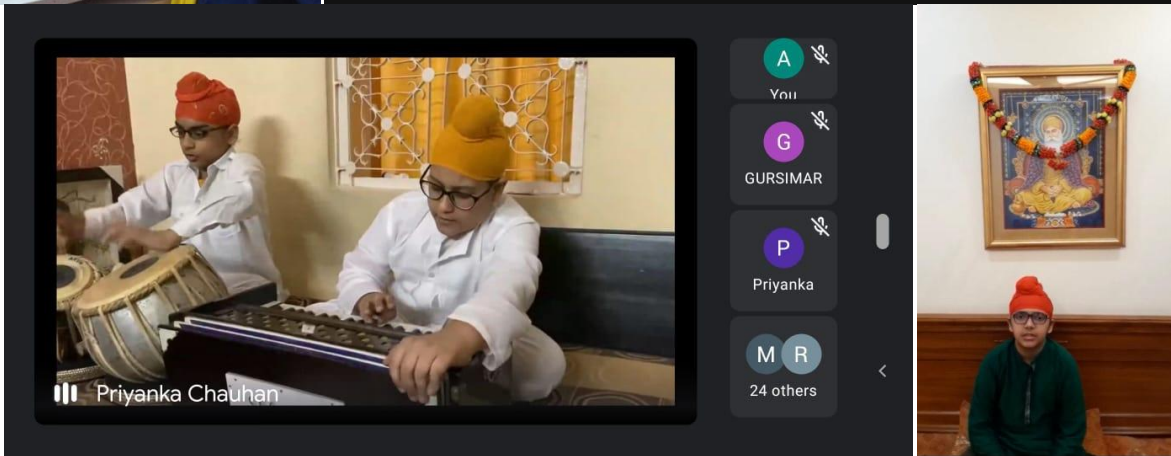 A
You
G
GURSIMAR
P
Priyanka
M R
24 others
Priyanka Chauhan